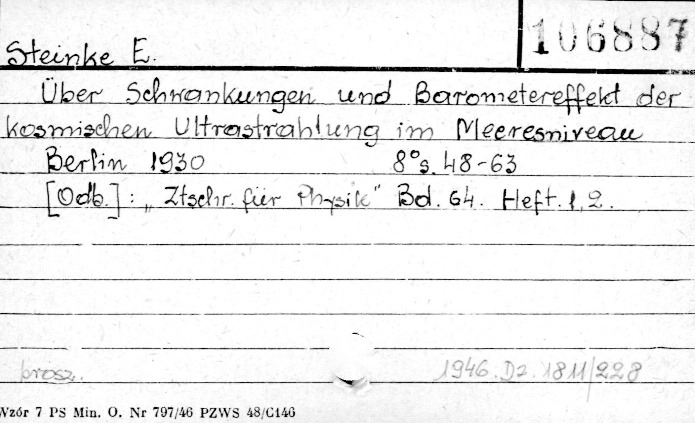 106887
Steinke E.
Über Schwankungen und Barometereffekt der
kosmischen Ultrastrahlung im Meeresniveau
Berlin 1930 8° s. 48-63
[Odb.]: „Ztschr. für Physik" Bd. 64. Heft. 1,2.
brosz. 1946. Dz. 1811/228
Wzór 7 PS Min. O. Nr 797/46 PZWS 48/C146